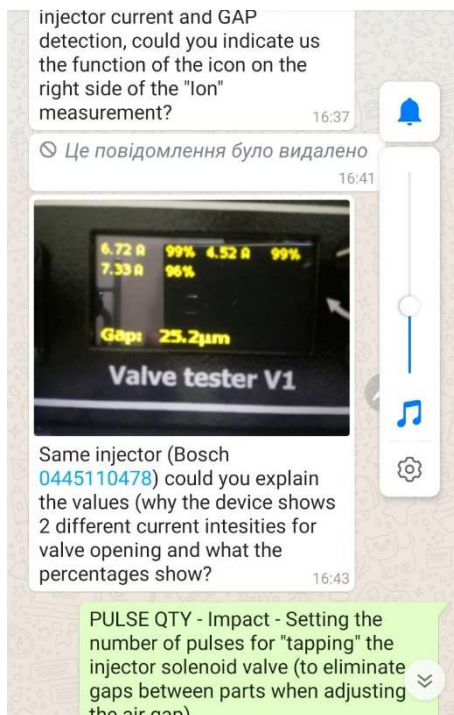 injector current and GAP
detection, could you indicate us
the function of the icon on the
right side of the "Ion"
measurement?
16:37
Це повідомлення було видалено
16:41
6.72 Ω 99% 4.52 Ω 99%
7.33 Ω 96%
Gap: 25.2µm
Valve tester V1
Same injector (Bosch
0445110478) could you explain
the values (why the device shows
2 different current intesities for
valve opening and what the
percentages show?
16:43
PULSE QTY - Impact - Setting the
number of pulses for "tapping" the
injector solenoid valve (to eliminate
gaps between parts when adjusting
the air gap)